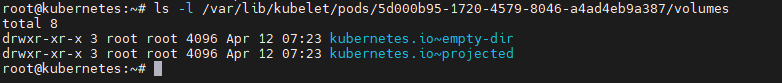 root@kubernetes:~# ls -l /var/lib/kubelet/pods/5d000b95-1720-4579-8046-a4ad4eb9a387/volumes
total 8
drwxr-xr-x 3 root root 4096 Apr 12 07:23 kubernetes.io~empty-dir
drwxr-xr-x 3 root root 4096 Apr 12 07:23 kubernetes.io~projected
root@kubernetes:~#